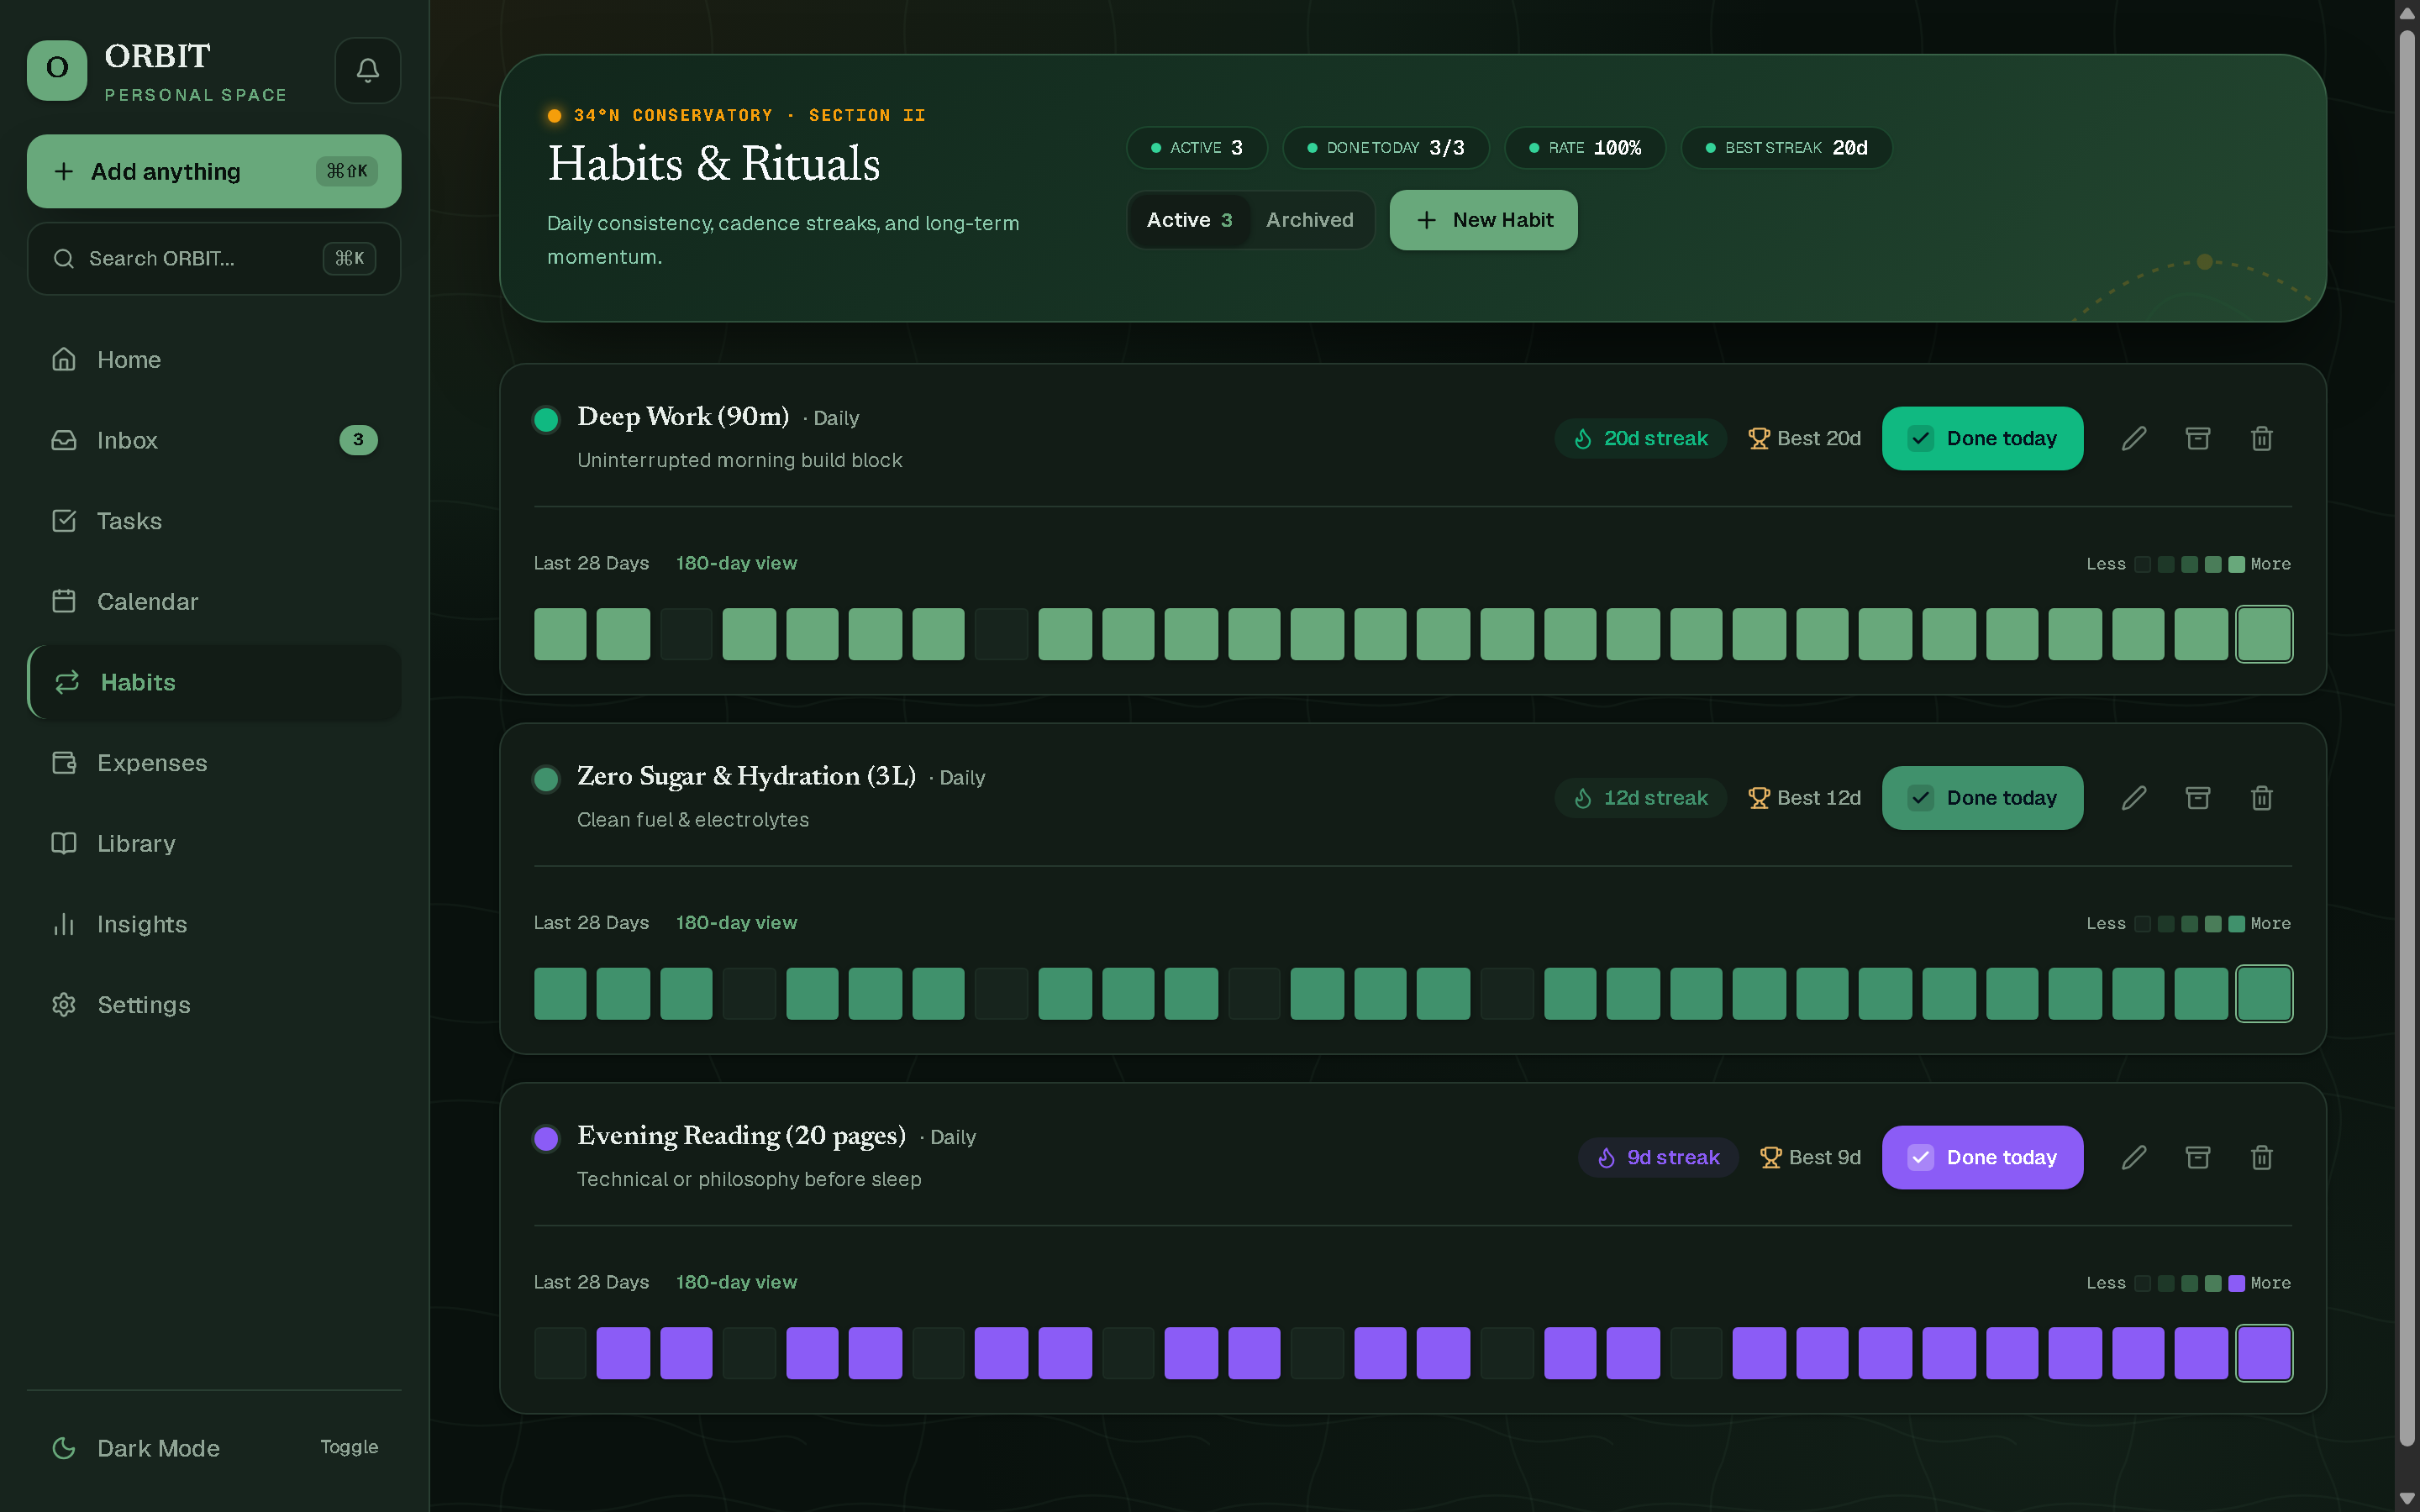 O
ORBIT
PERSONAL SPACE
Add anything ⌘⇧K
Search ORBIT... ⌘K
Home
Inbox 3
Tasks
Calendar
Habits
Expenses
Library
Insights
Settings
Dark Mode Toggle
34°N CONSERVATORY · SECTION II
Habits & Rituals
Daily consistency, cadence streaks, and long-term
momentum.
ACTIVE 3 DONE TODAY 3/3 RATE 100% BEST STREAK 20d
Active 3 Archived + New Habit
Deep Work (90m) · Daily
Uninterrupted morning build block
20d streak Best 20d Done today
Last 28 Days 180-day view Less More
Zero Sugar & Hydration (3L) · Daily
Clean fuel & electrolytes
12d streak Best 12d Done today
Last 28 Days 180-day view Less More
Evening Reading (20 pages) · Daily
Technical or philosophy before sleep
9d streak Best 9d Done today
Last 28 Days 180-day view Less More